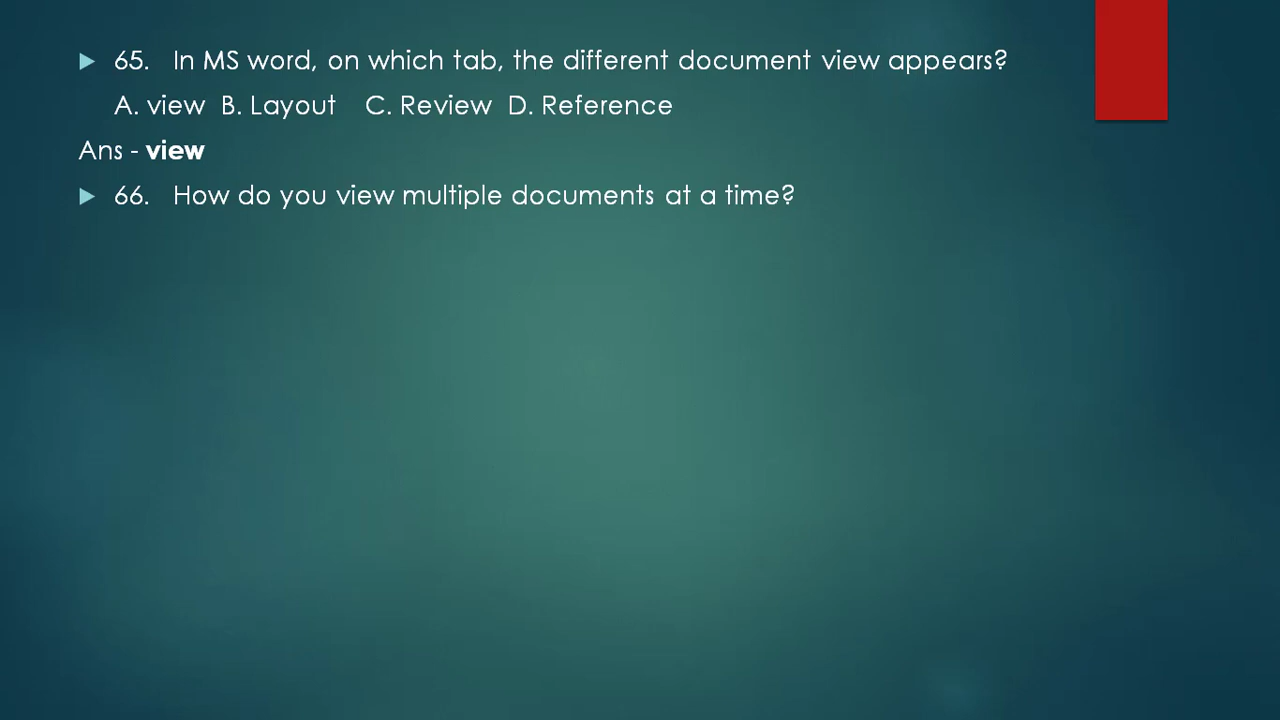 65. In MS word, on which tab, the different document view appears?
A. view B. Layout C. Review D. Reference
Ans - view
66. How do you view multiple documents at a time?